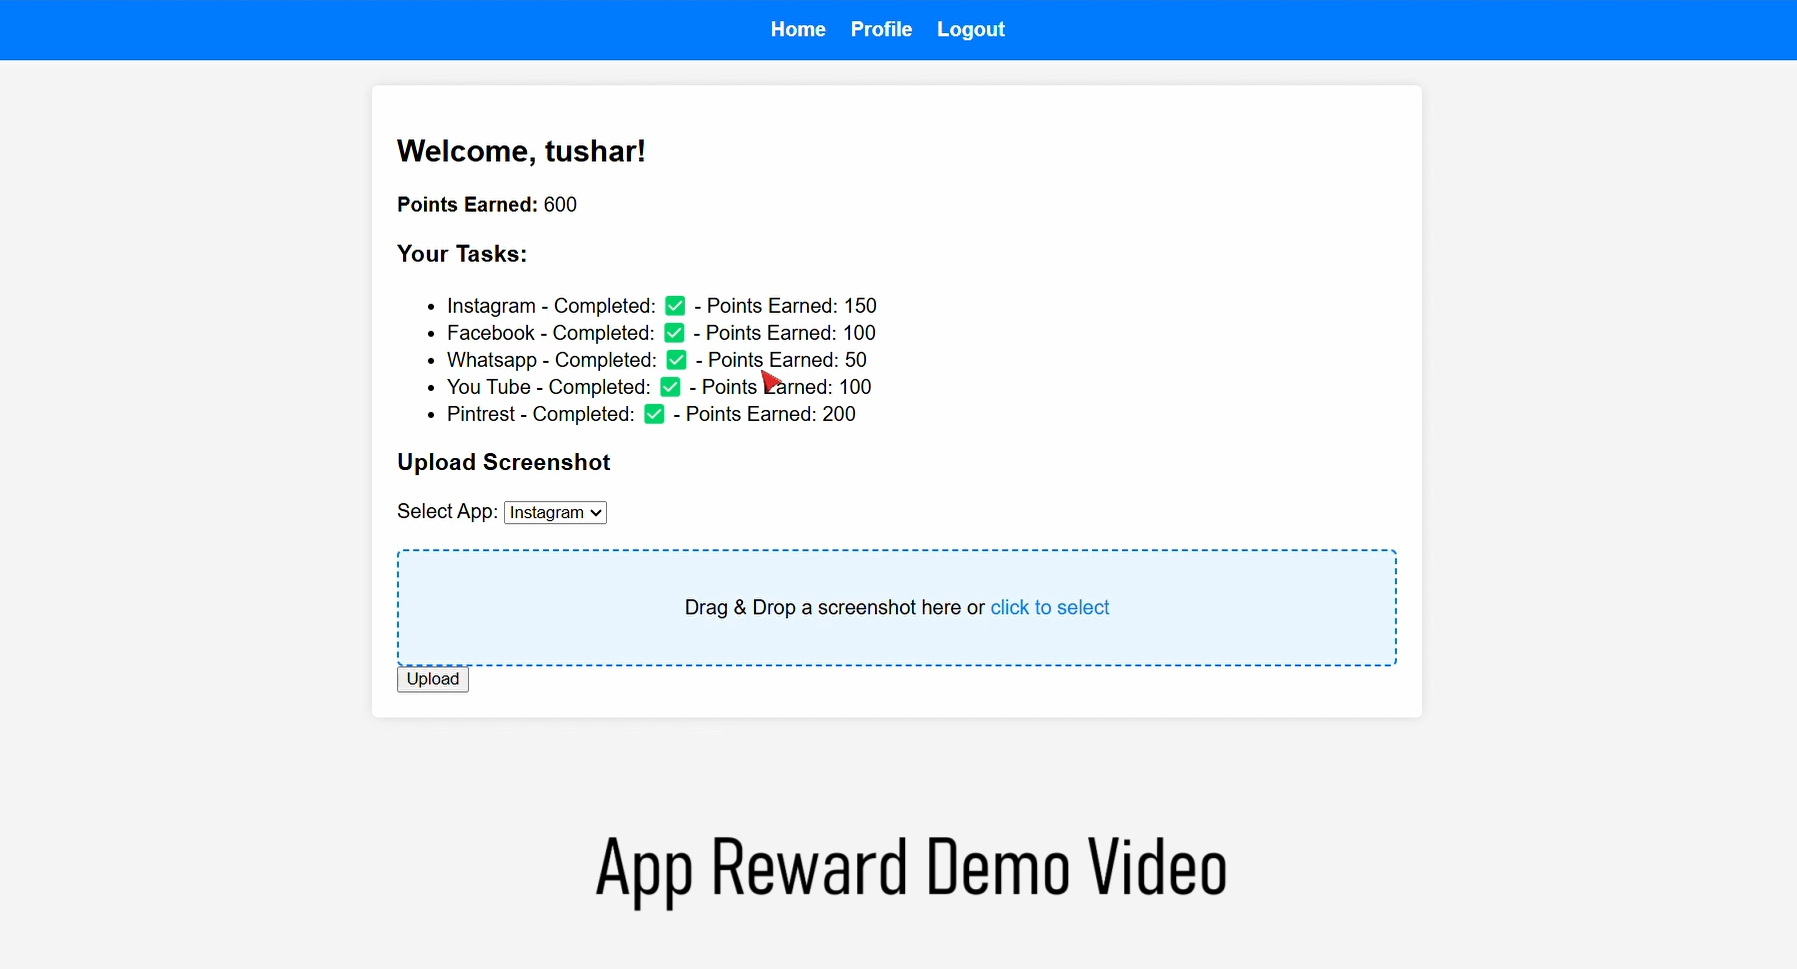 Home Profile Logout
Welcome, tushar!
Points Earned: 600
Your Tasks:
• Instagram - Completed: ✅ - Points Earned: 150
• Facebook - Completed: ✅ - Points Earned: 100
• Whatsapp - Completed: ✅ - Points Earned: 50
• You Tube - Completed: ✅ - Points Earned: 100
• Pintrest - Completed: ✅ - Points Earned: 200
Upload Screenshot
Select App: Instagram
Drag & Drop a screenshot here or click to select
Upload
App Reward Demo Video